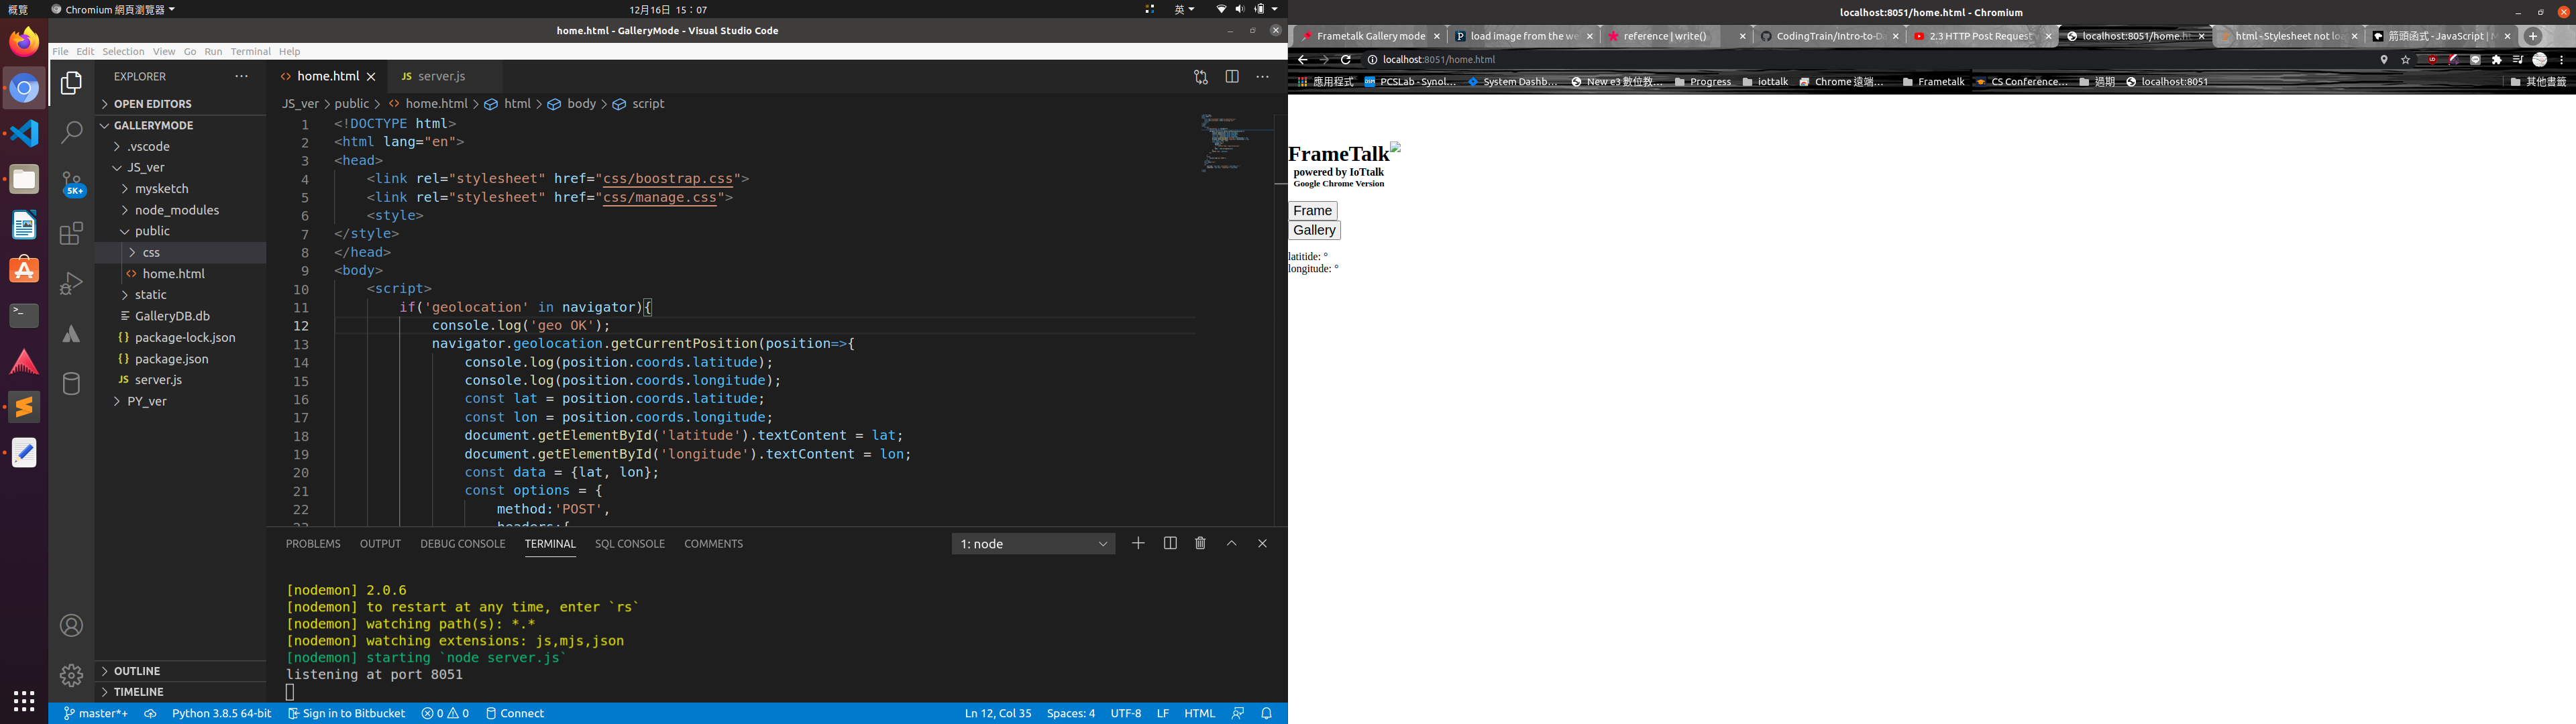 概覽
Chromium 網頁瀏覽器
12月16日 15：07
英
home.html - GalleryMode - Visual Studio Code
File Edit Selection View Go Run Terminal Help
EXPLORER
OPEN EDITORS
GALLERYMODE
.vscode
JS_ver
mysketch
node_modules
public
css
home.html
static
GalleryDB.db
package-lock.json
package.json
JS server.js
PY_ver
OUTLINE
TIMELINE
5K+
home.html
JS server.js
JS_ver > public > home.html > html > body > script
1 <!DOCTYPE html>
2 <html lang="en">
3 <head>
4 <link rel="stylesheet" href="css/boostrap.css">
5 <link rel="stylesheet" href="css/manage.css">
6 <style>
7 </style>
8 </head>
9 <body>
10 <script>
11 if('geolocation' in navigator){
12 console.log('geo OK');
13 navigator.geolocation.getCurrentPosition(position=>{
14 console.log(position.coords.latitude);
15 console.log(position.coords.longitude);
16 const lat = position.coords.latitude;
17 const lon = position.coords.longitude;
18 document.getElementById('latitude').textContent = lat;
19 document.getElementById('longitude').textContent = lon;
20 const data = {lat, lon};
21 const options = {
22 method:'POST',
23 headers:{
PROBLEMS OUTPUT DEBUG CONSOLE TERMINAL SQL CONSOLE COMMENTS
1: node
[nodemon] 2.0.6
[nodemon] to restart at any time, enter `rs`
[nodemon] watching path(s): *.*
[nodemon] watching extensions: js,mjs,json
[nodemon] starting `node server.js`
listening at port 8051
master*+ Python 3.8.5 64-bit Sign in to Bitbucket 0 0 Connect
Ln 12, Col 35 Spaces: 4 UTF-8 LF HTML
localhost:8051/home.html - Chromium
Frametalk Gallery mode
load image from the we
reference | write()
CodingTrain/Intro-to-D
2.3 HTTP Post Request
localhost:8051/home.ht
html - Stylesheet not lo
箭頭函式 - JavaScript | M
localhost:8051/home.html
應用程式
PCSLab - Synol…
System Dashb…
New e3 數位教…
Progress
iottalk
Chrome 遠端…
Frametalk
CS Conference…
過期
localhost:8051
其他書籤
FrameTalk
powered by IoTtalk
Google Chrome Version
Frame
Gallery
latitide: °
longitude: °